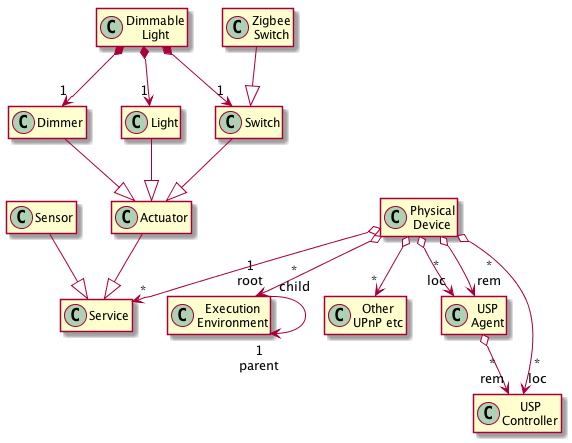 C Dimmable
Light
C Zigbee
Switch
1
1
1
C Dimmer
C Light
C Switch
C Sensor
C Actuator
C Physical
Device
1
root
*
child
*
*
loc
*
rem
*
C Service
C Execution
Environment
C Other
UPnP etc
C USP
Agent
1
parent
*
rem
*
loc
C USP
Controller